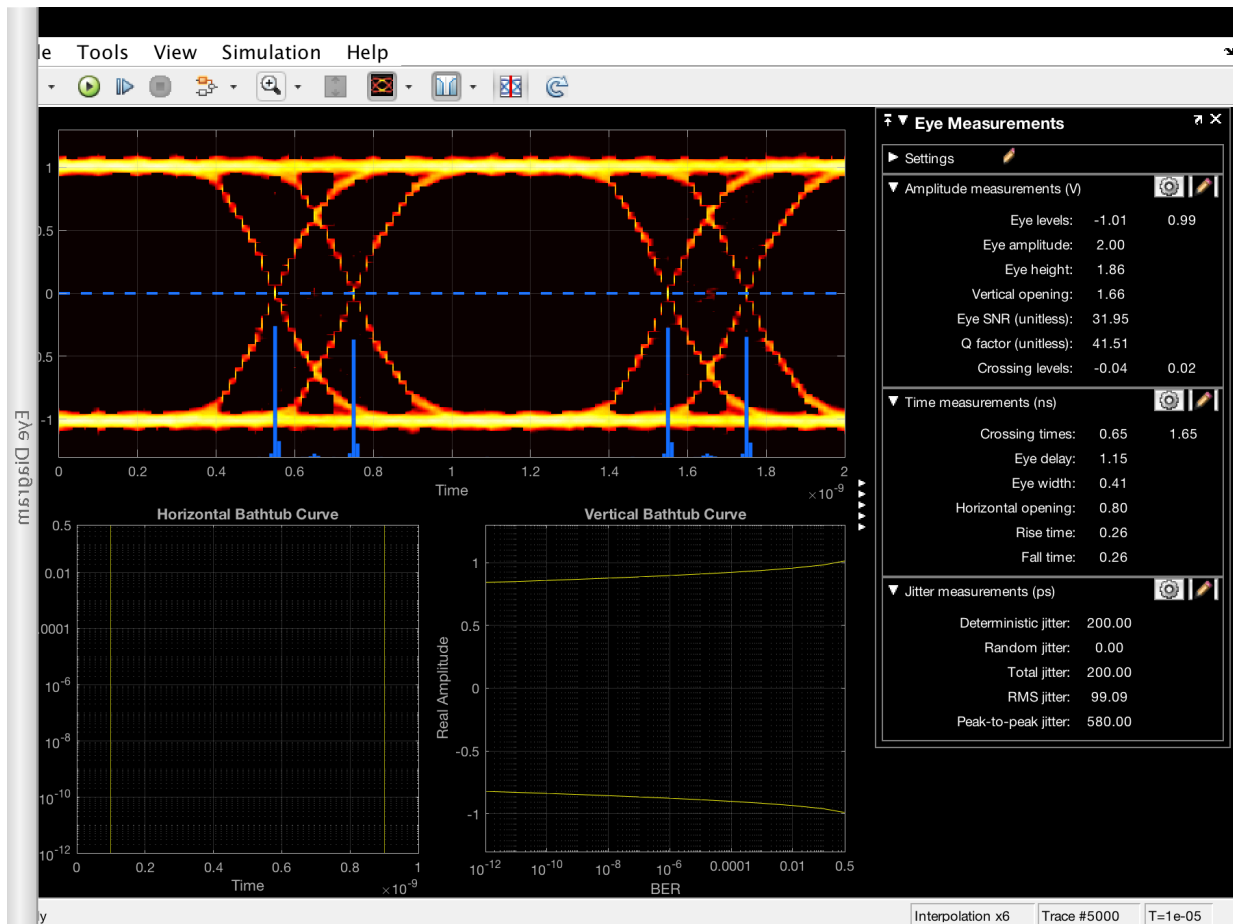 le Tools View Simulation Help
Eye Diagram
1
0.5
0
0.5
-1
0 0.2 0.4 0.6 0.8 1 1.2 1.4 1.6 1.8 2
Time
×10⁻⁹
Horizontal Bathtub Curve
0.5
0.01
.0001
10⁻⁶
10⁻⁸
10⁻¹⁰
10⁻¹²
0 0.2 0.4 0.6 0.8 1
Time
×10⁻⁹
Vertical Bathtub Curve
Real Amplitude
1
0.5
0
-0.5
-1
10⁻¹² 10⁻¹⁰ 10⁻⁸ 10⁻⁶ 0.0001 0.01 0.5
BER
Eye Measurements
Settings
Amplitude measurements (V)
Eye levels: -1.01 0.99
Eye amplitude: 2.00
Eye height: 1.86
Vertical opening: 1.66
Eye SNR (unitless): 31.95
Q factor (unitless): 41.51
Crossing levels: -0.04 0.02
Time measurements (ns)
Crossing times: 0.65 1.65
Eye delay: 1.15
Eye width: 0.41
Horizontal opening: 0.80
Rise time: 0.26
Fall time: 0.26
Jitter measurements (ps)
Deterministic jitter: 200.00
Random jitter: 0.00
Total jitter: 200.00
RMS jitter: 99.09
Peak-to-peak jitter: 580.00
y
Interpolation x6 Trace #5000 T=1e-05